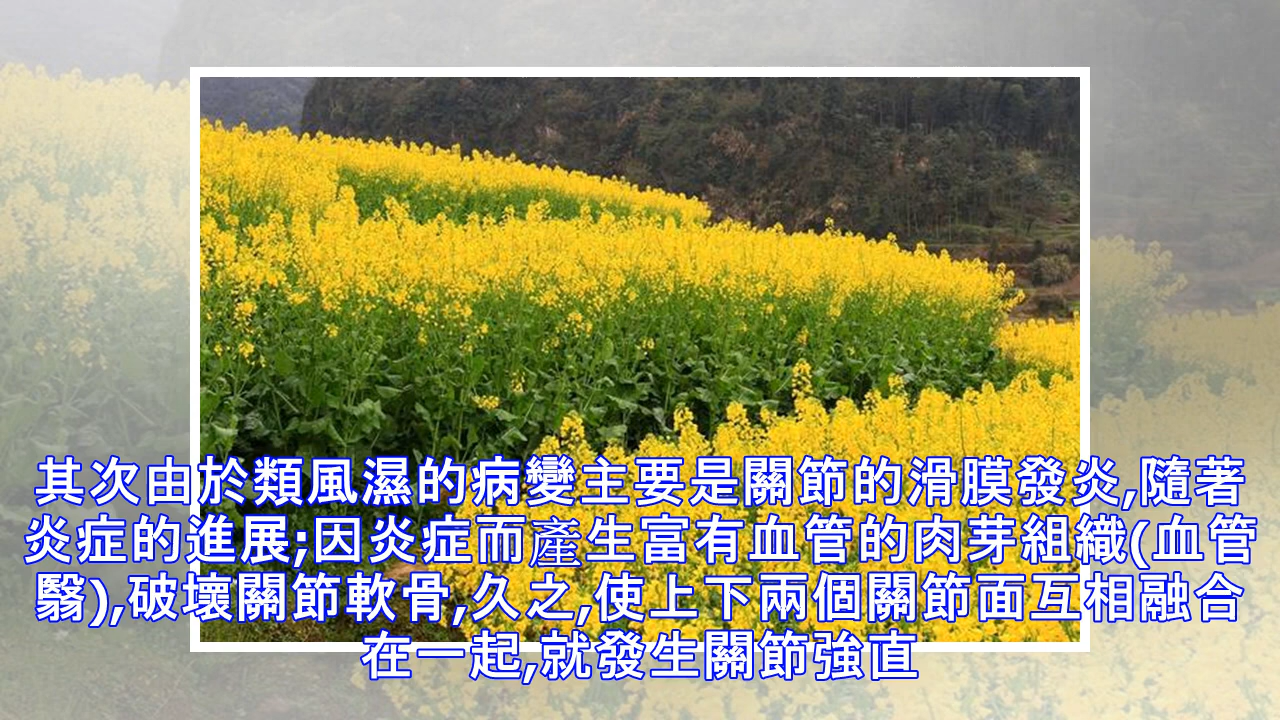 其次由於類風濕的病變主要是關節的滑膜發炎,隨著
炎症的進展;因炎症而產生富有血管的肉芽組織(血管
翳),破壞關節軟骨,久之,使上下兩個關節面互相融合
在一起,就發生關節強直